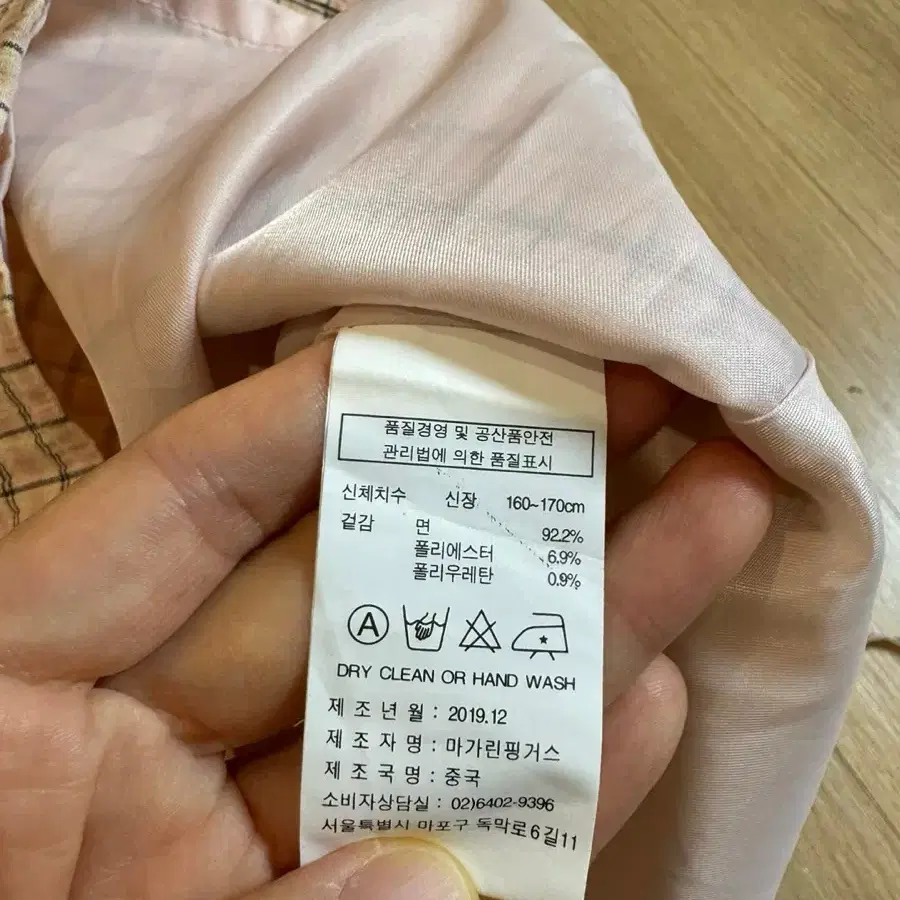 품질경영 및 공산품안전
관리법에 의한 품질표시
신체치수 신장 160~170cm
겉감 면 92.2%
폴리에스터 6.9%
폴리우레탄 0.9%
A
DRY CLEAN OR HAND WASH
제 조 년 월 : 2019.12
제 조 자 명 : 마가린핑거스
제 조 국 명 : 중국
소비자상담실 : 02)6402-9396
서울특별시 마포구 독막로6길11